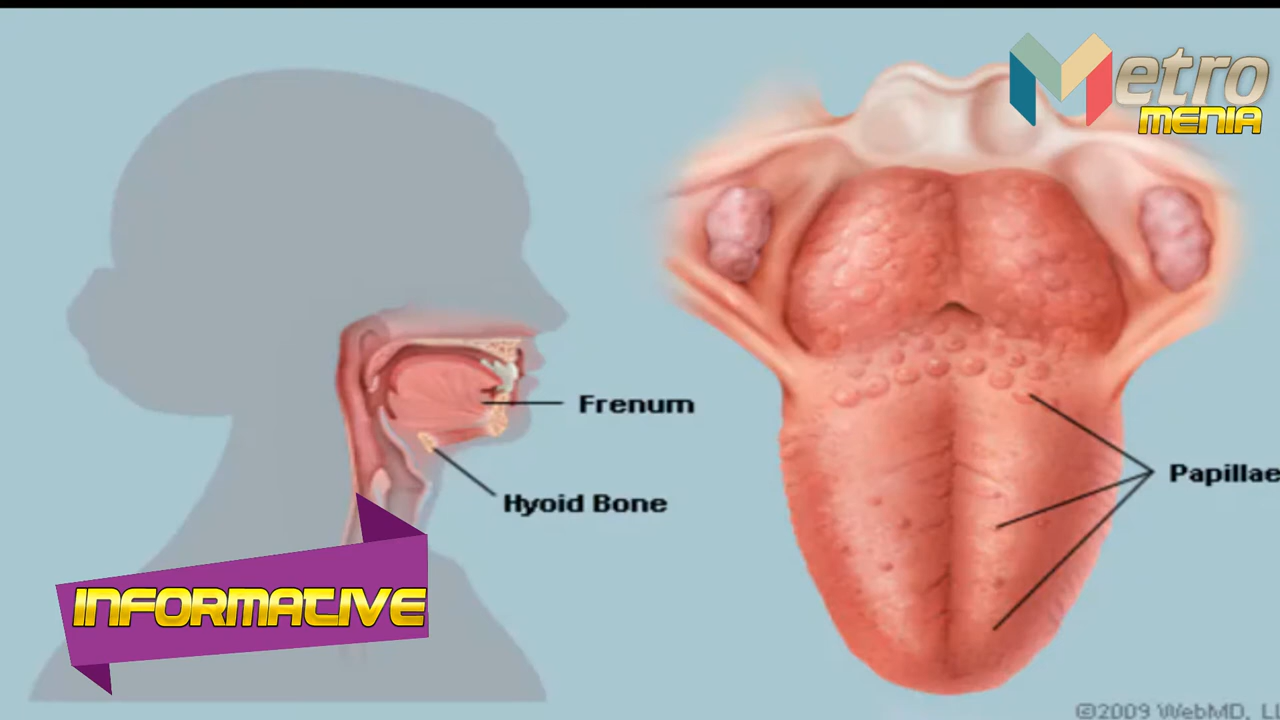 Metro
MENIA
Frenum
Papillae
Hyoid Bone
INFORMATIVE
©2009 WebMD, LL